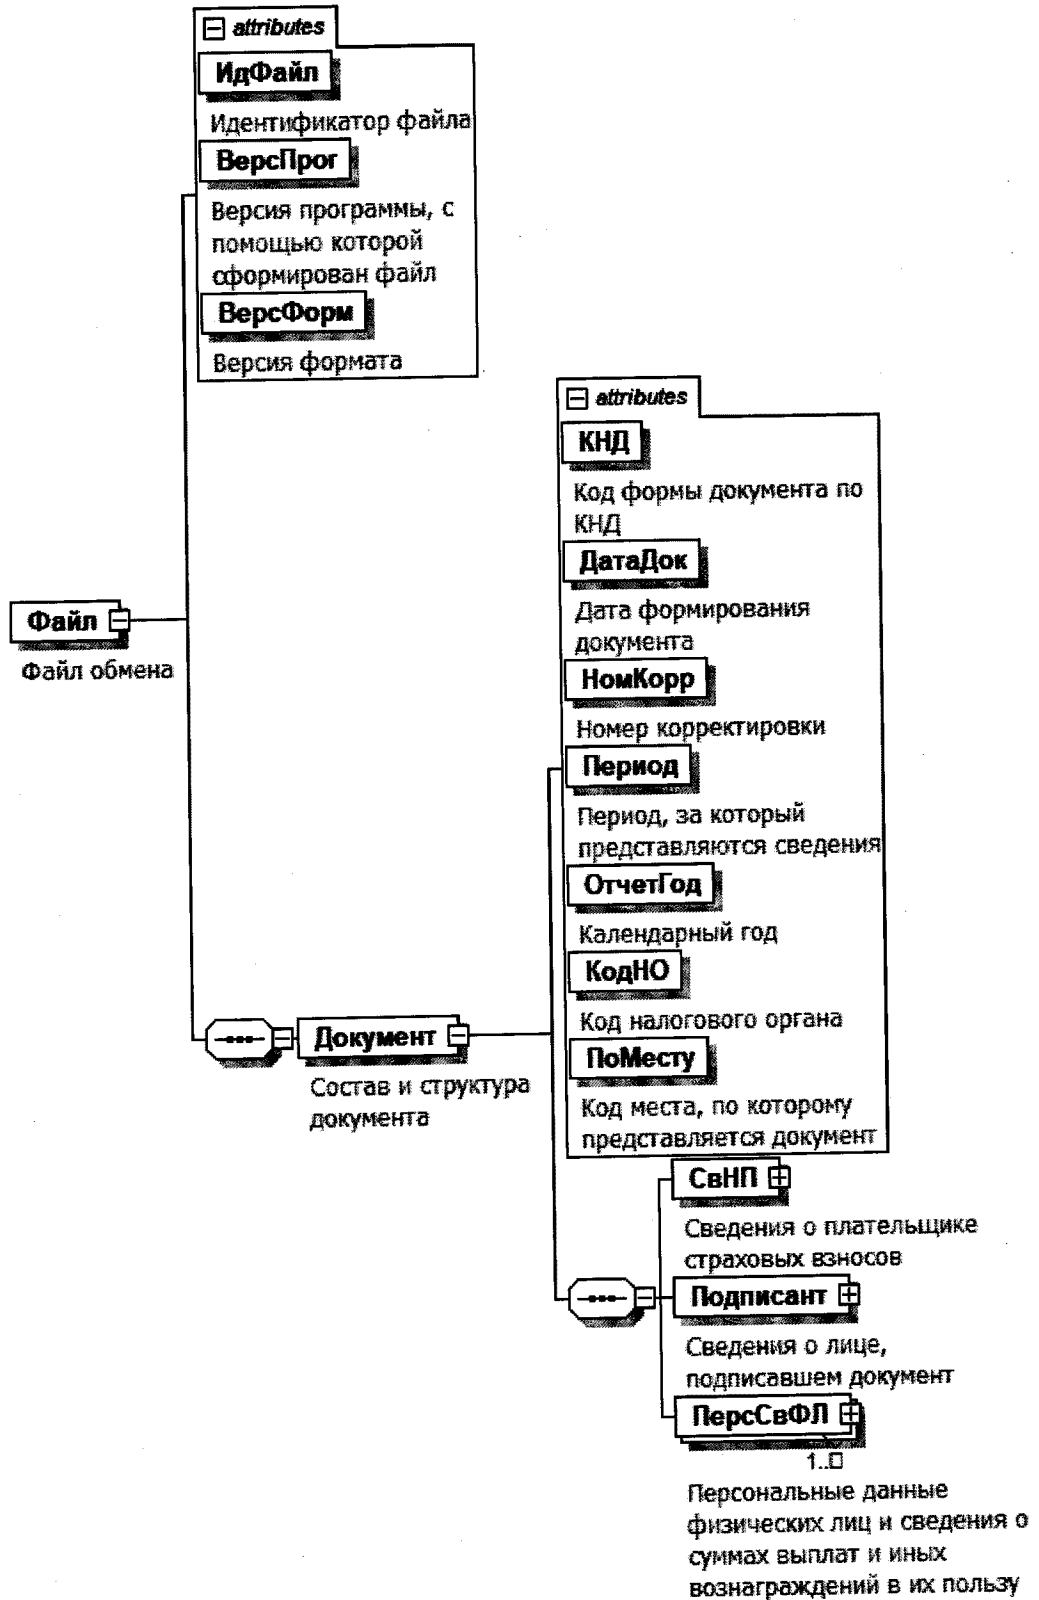 attributes
ИдФайл
Идентификатор файла
ВерсПрог
Версия программы, с
помощью которой
сформирован файл
ВерсФорм
Версия формата
Файл
Файл обмена
attributes
КНД
Код формы документа по
КНД
ДатаДок
Дата формирования
документа
НомКорр
Номер корректировки
Период
Период, за который
представляются сведения
ОтчетГод
Календарный год
КодНО
Код налогового органа
ПоМесту
Код места, по которому
представляется документ
Документ
Состав и структура
документа
СвНП
Сведения о плательщике
страховых взносов
Подписант
Сведения о лице,
подписавшем документ
ПерсСвФЛ
1..□
Персональные данные
физических лиц и сведения о
суммах выплат и иных
вознаграждений в их пользу